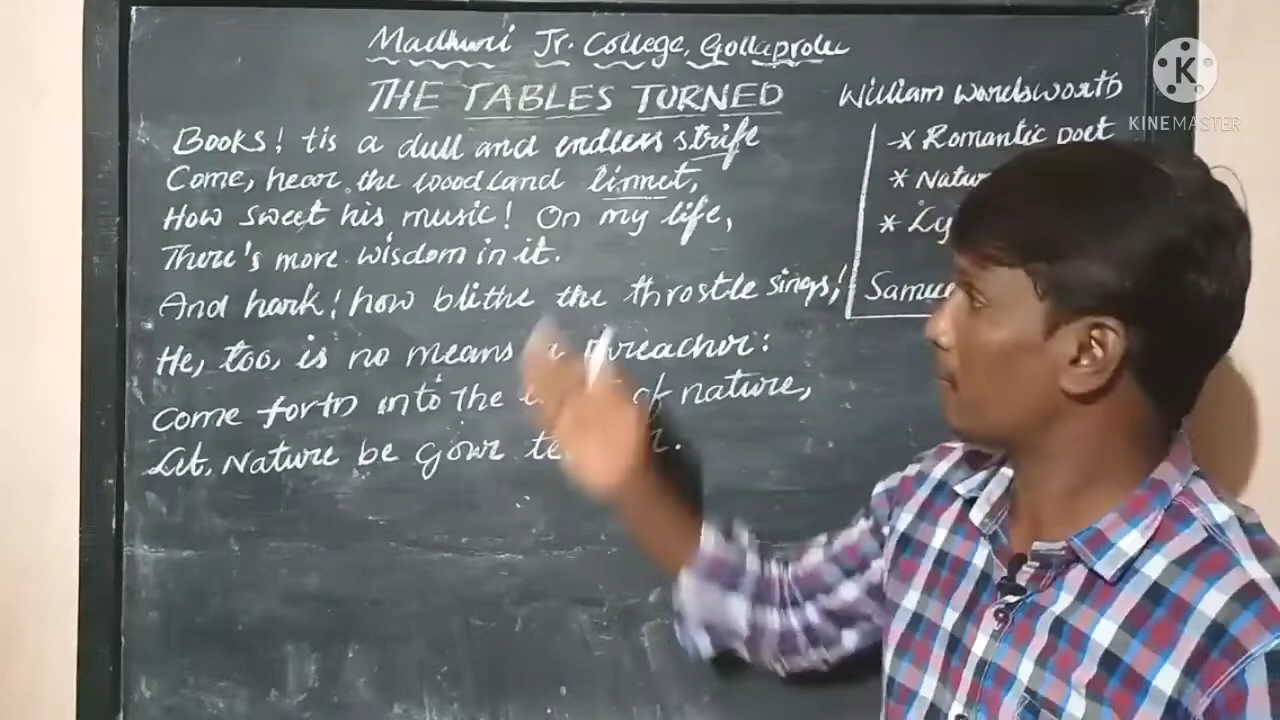 Madhuri Jr. College, Gollaprolu
THE TABLES TURNED
William Wordsworth
Books! tis a dull and endless strife
Come, hear the woodland linnet,
How sweet his music! On my life,
There's more wisdom in it.
And hark! how blithe the throstle sings!
He, too, is no means preacher:
Come forth into the of nature,
Let, Nature be your
* Romantic Poet
*
*
KINEMASTER